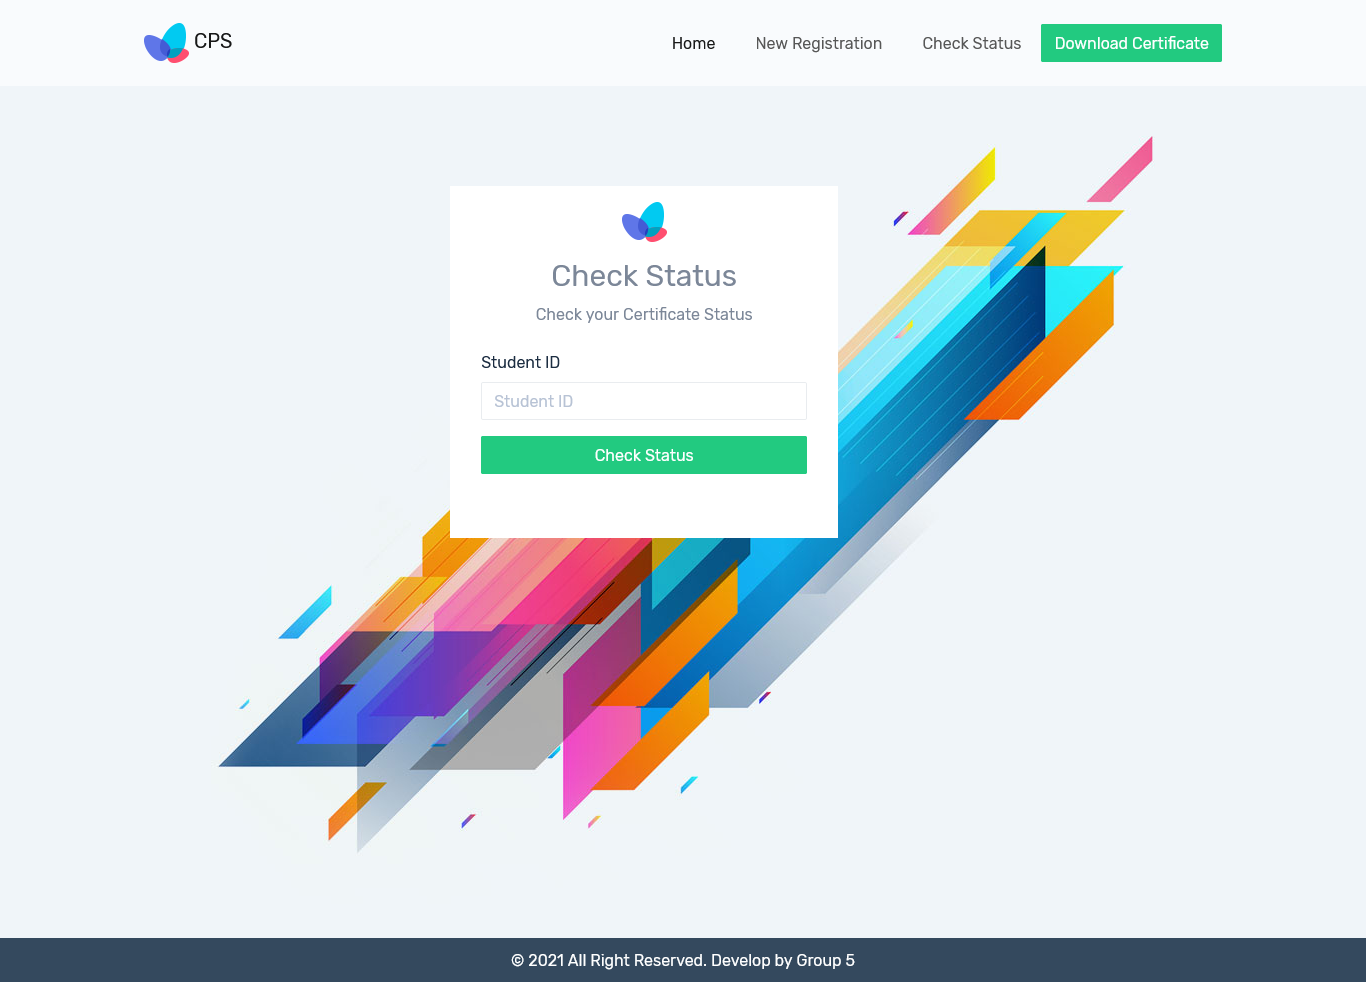 CPS
Home
New Registration
Check Status
Download Certificate
Check Status
Check your Certificate Status
Student ID
Student ID
Check Status
© 2021 All Right Reserved. Develop by Group 5